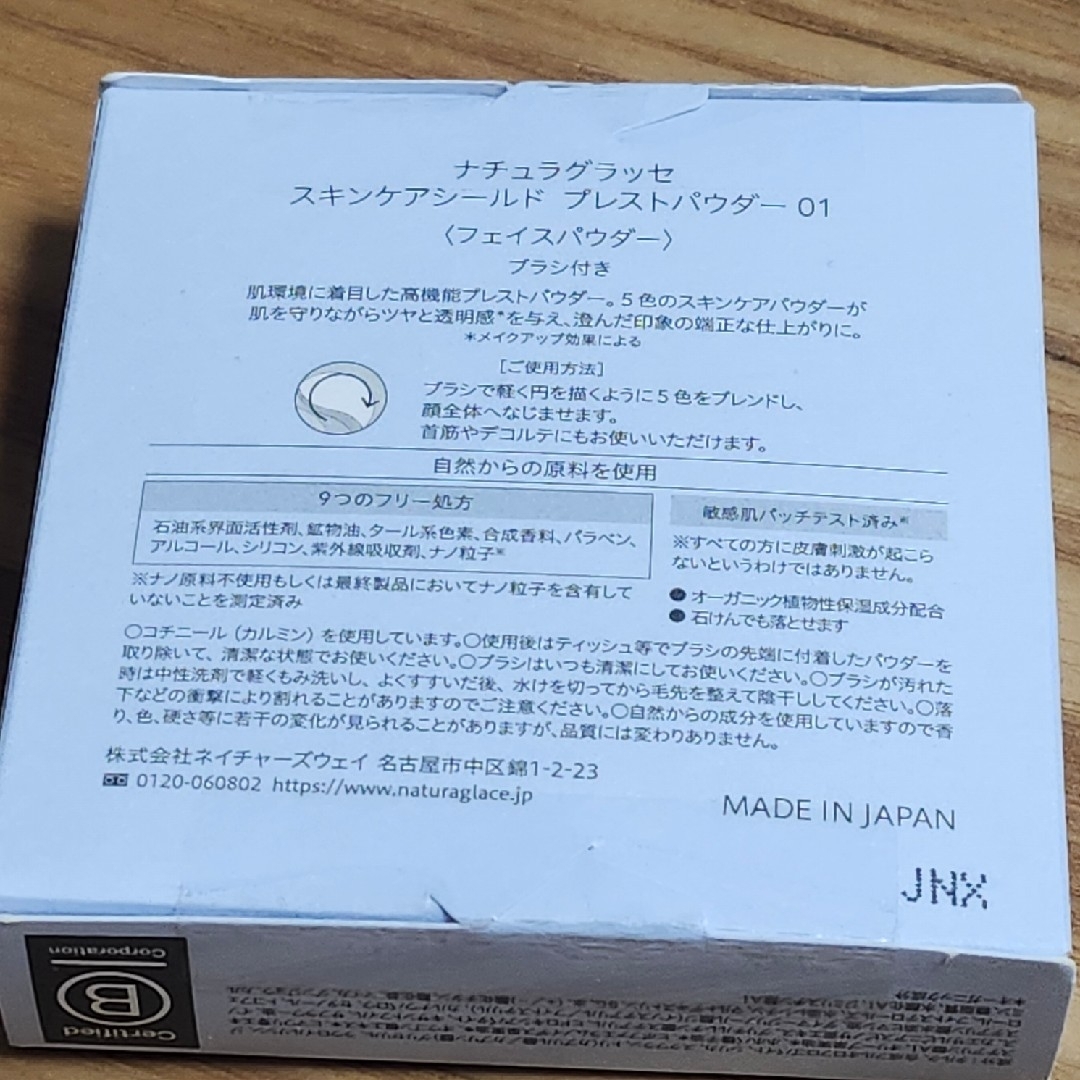 ナチュラグラッセ
スキンケアシールド プレストパウダー 01
〈フェイスパウダー〉
ブラシ付き
肌環境に着目した高機能プレストパウダー。5色のスキンケアパウダーが
肌を守りながらツヤと透明感*を与え、澄んだ印象の端正な仕上がりに。
*メイクアップ効果による
[ご使用方法]
ブラシで軽く円を描くように5色をブレンドし、
顔全体へなじませます。
首筋やデコルテにもお使いいただけます。
自然からの原料を使用
9つのフリー処方
石油系界面活性剤、鉱物油、タール系色素、合成香料、パラベン、
アルコール、シリコン、紫外線吸収剤、ナノ粒子※
※ナノ原料不使用もしくは最終製品においてナノ粒子を含有して
いないことを測定済み
敏感肌パッチテスト済み※
※すべての方に皮膚刺激が起こら
ないというわけではありません。
●オーガニック植物性保湿成分配合
●石けんでも落とせます
○コチニール(カルミン)を使用しています。○使用後はティッシュ等でブラシの先端に付着したパウダーを
取り除いて、清潔な状態でお使いください。○ブラシはいつも清潔にしてお使いください。○ブラシが汚れた
時は中性洗剤で軽くもみ洗いし、よくすすいだ後、水けを切ってから毛先を整えて陰干ししてください。○落
下などの衝撃により割れることがありますのでご注意ください。○自然からの成分を使用していますので香
り、色、硬さ等に若干の変化が見られることがありますが、品質には変わりありません。
株式会社ネイチャーズウェイ 名古屋市中区錦1-2-23
0120-060802 https://www.naturaglace.jp
MADE IN JAPAN
JNX
Certified
B
Corporation